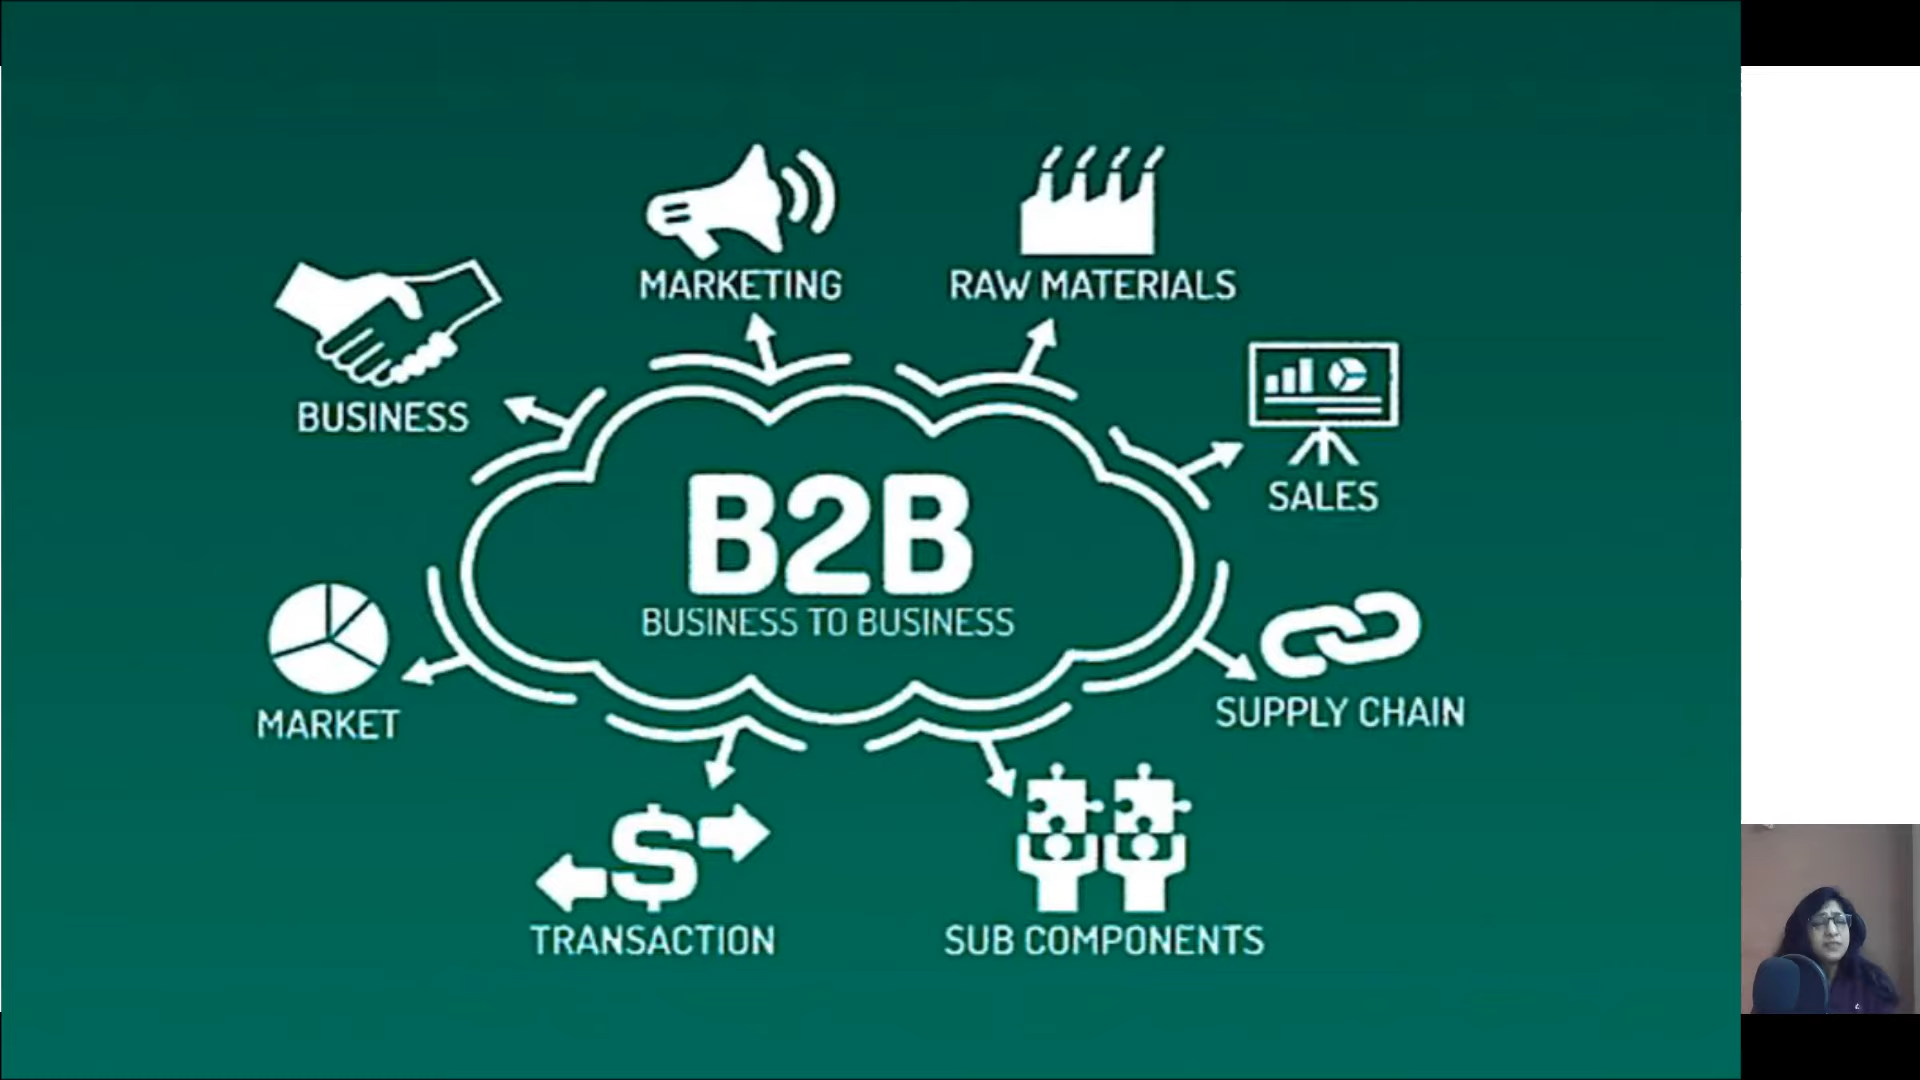 MARKETING
RAW MATERIALS
BUSINESS
SALES
B2B
BUSINESS TO BUSINESS
MARKET
SUPPLY CHAIN
TRANSACTION
SUB COMPONENTS